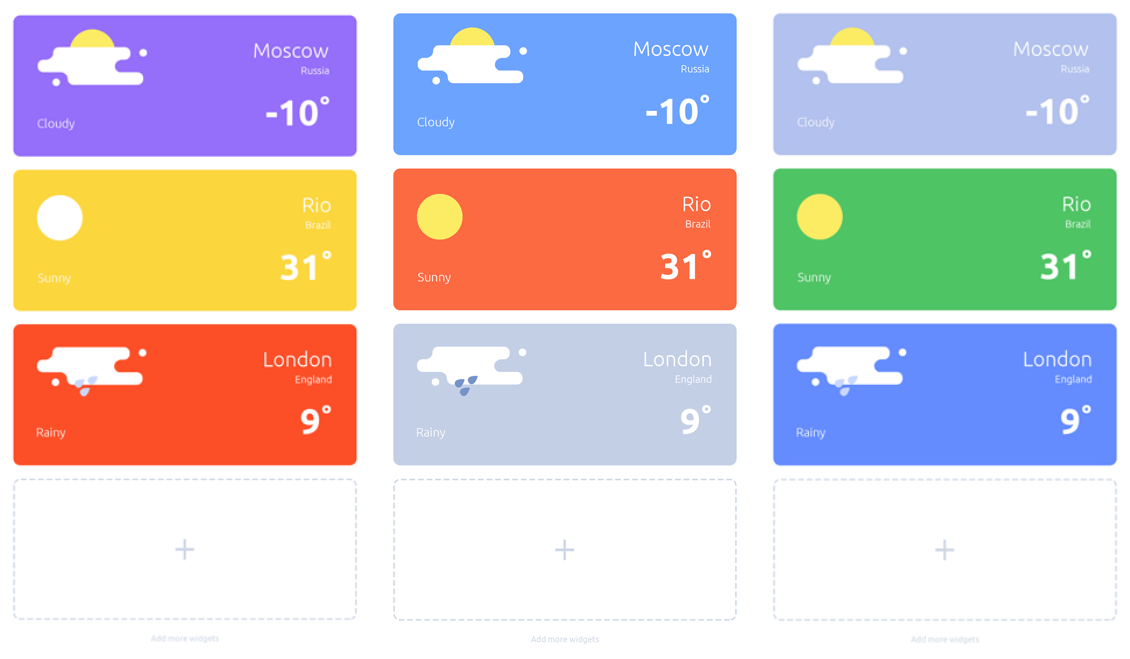 Moscow
Russia
-10°
Cloudy
Rio
Brazil
31°
Sunny
London
England
9°
Rainy
Add more widgets
Moscow
Russia
-10°
Cloudy
Rio
Brazil
31°
Sunny
London
England
9°
Rainy
Add more widgets
Moscow
Russia
-10°
Cloudy
Rio
Brazil
31°
Sunny
London
England
9°
Rainy
Add more widgets